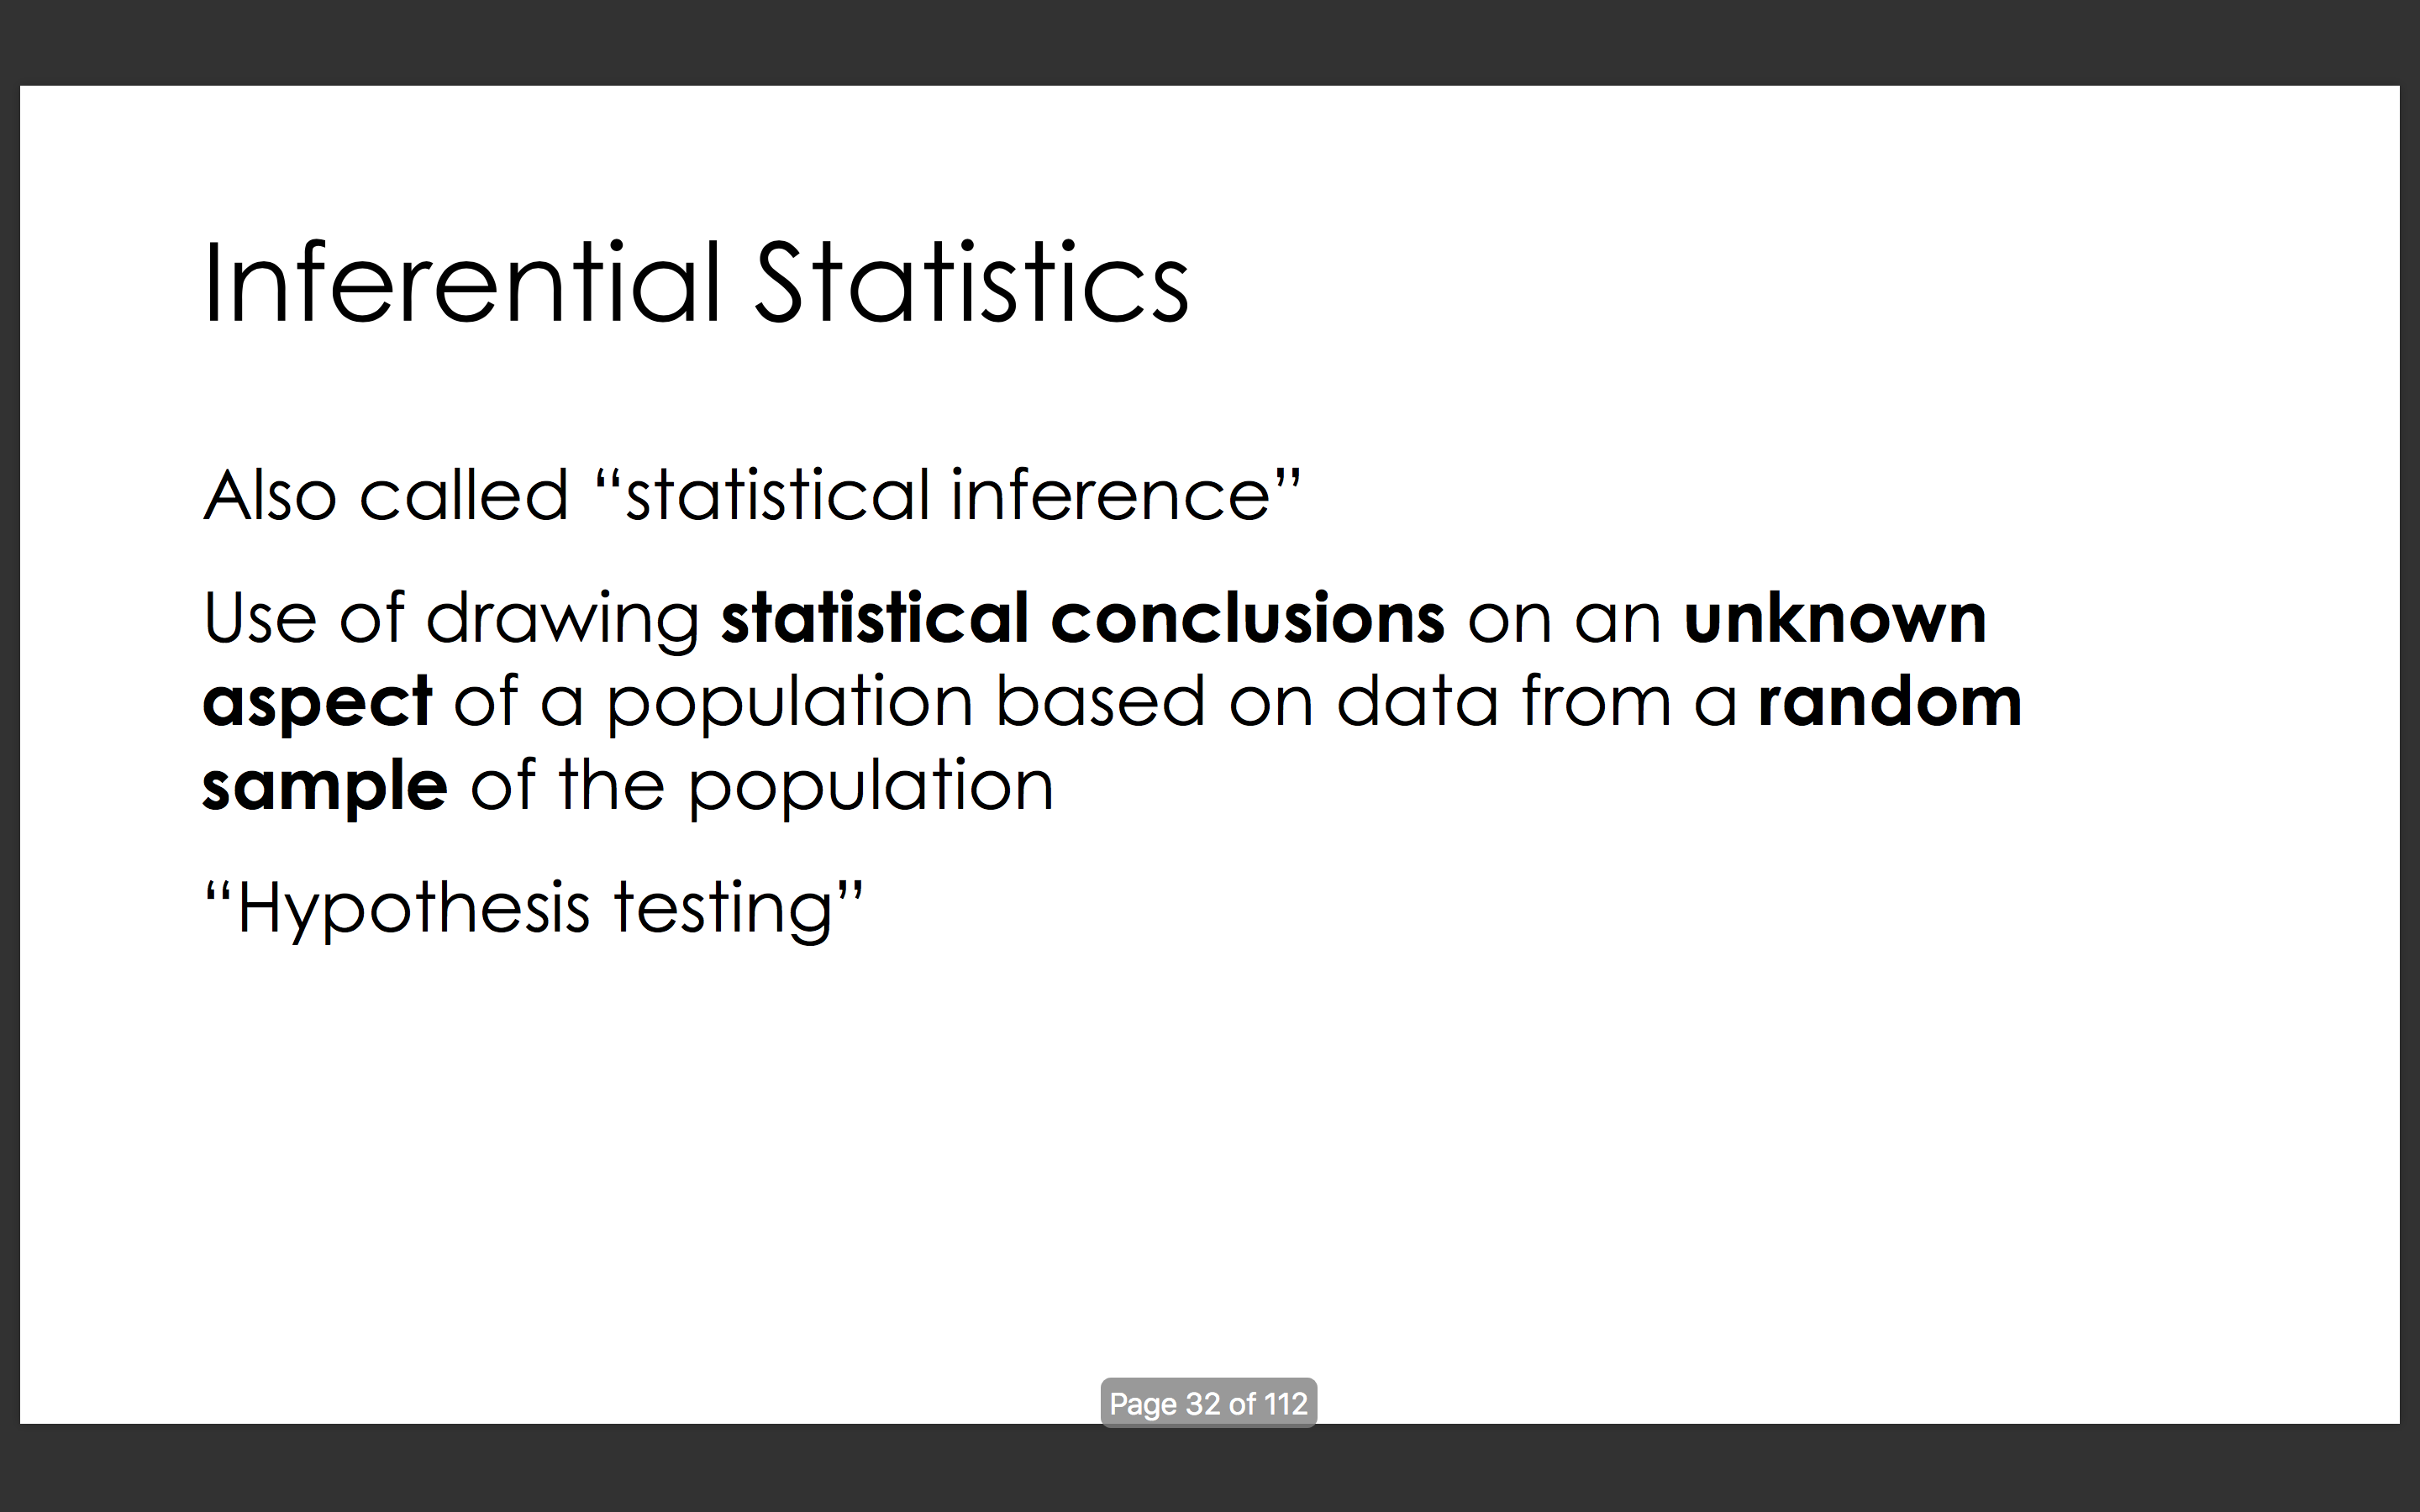 Inferential Statistics
Also called “statistical inference”
Use of drawing statistical conclusions on an unknown
aspect of a population based on data from a random
sample of the population
“Hypothesis testing”
Page 32 of 112